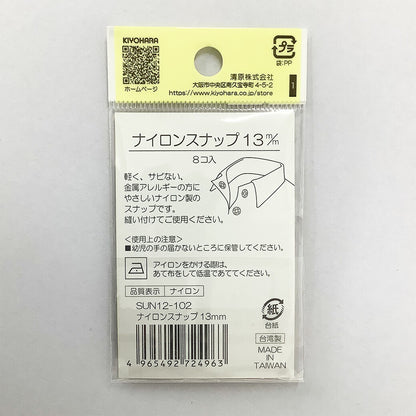 KIYOHARA
ホームページ
清原株式会社
大阪市中央区南久宝寺町4-5-2
https://www.kiyohara.co.jp/store
プラ
袋:PP
1
ナイロンスナップ13m/m
8コ入
軽く、サビない、
金属アレルギーの方に
やさしいナイロン製の
スナップです。
縫い付けてご使用ください。
<使用上の注意>
■幼児の手の届かないところに保管してください。
アイロンをかける際は、
あて布をして低温であててください。
品質表示 ナイロン
SUN12-102
ナイロンスナップ13mm
4 965492 724963
紙
台紙
台湾製
MADE IN
TAIWAN